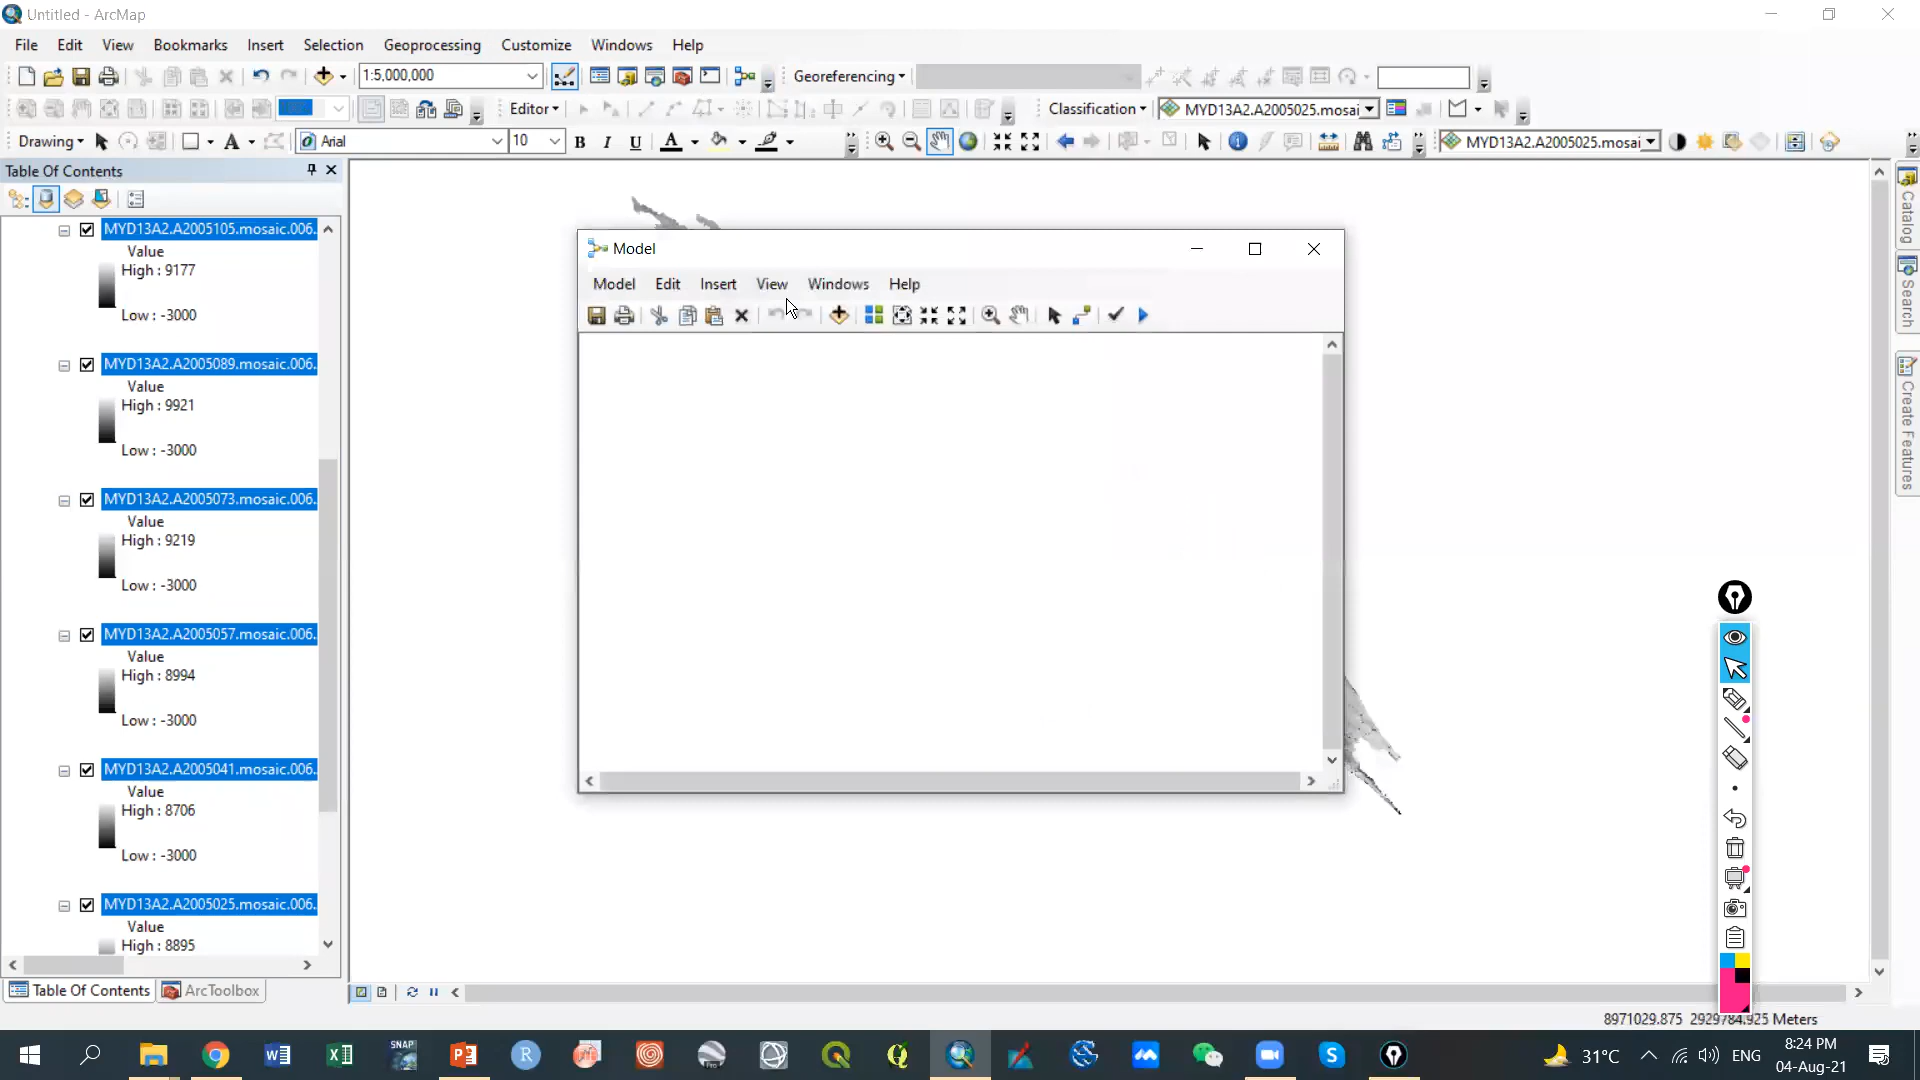 Untitled - ArcMap
File Edit View Bookmarks Insert Selection Geoprocessing Customize Windows Help
1:5,000,000
Georeferencing
Editor
Classification
MYD13A2.A2005025.mosai
Drawing
Arial
10
B I U A
MYD13A2.A2005025.mosai
Table Of Contents
MYD13A2.A2005105.mosaic.006.
Value
High : 9177
Low : -3000
MYD13A2.A2005089.mosaic.006.
Value
High : 9921
Low : -3000
MYD13A2.A2005073.mosaic.006.
Value
High : 9219
Low : -3000
MYD13A2.A2005057.mosaic.006.
Value
High : 8994
Low : -3000
MYD13A2.A2005041.mosaic.006.
Value
High : 8706
Low : -3000
MYD13A2.A2005025.mosaic.006.
Value
High : 8895
Table Of Contents
ArcToolbox
Model
Model Edit Insert View Windows Help
Catalog
Search
Create Features
8971029.875 2929784.925 Meters
SNAP
31°C
ENG
8:24 PM
04-Aug-21